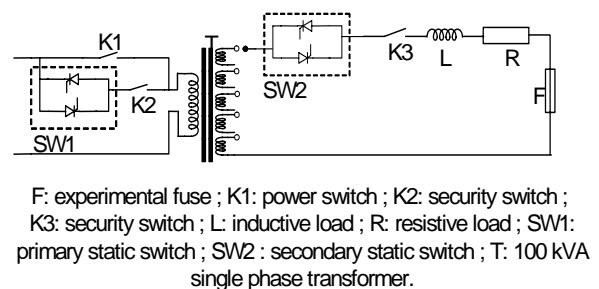 K1
K2
SW1
T
SW2
K3
L
R
F
F: experimental fuse ; K1: power switch ; K2: security switch ;
K3: security switch ; L: inductive load ; R: resistive load ; SW1:
primary static switch ; SW2 : secondary static switch ; T: 100 kVA
single phase transformer.